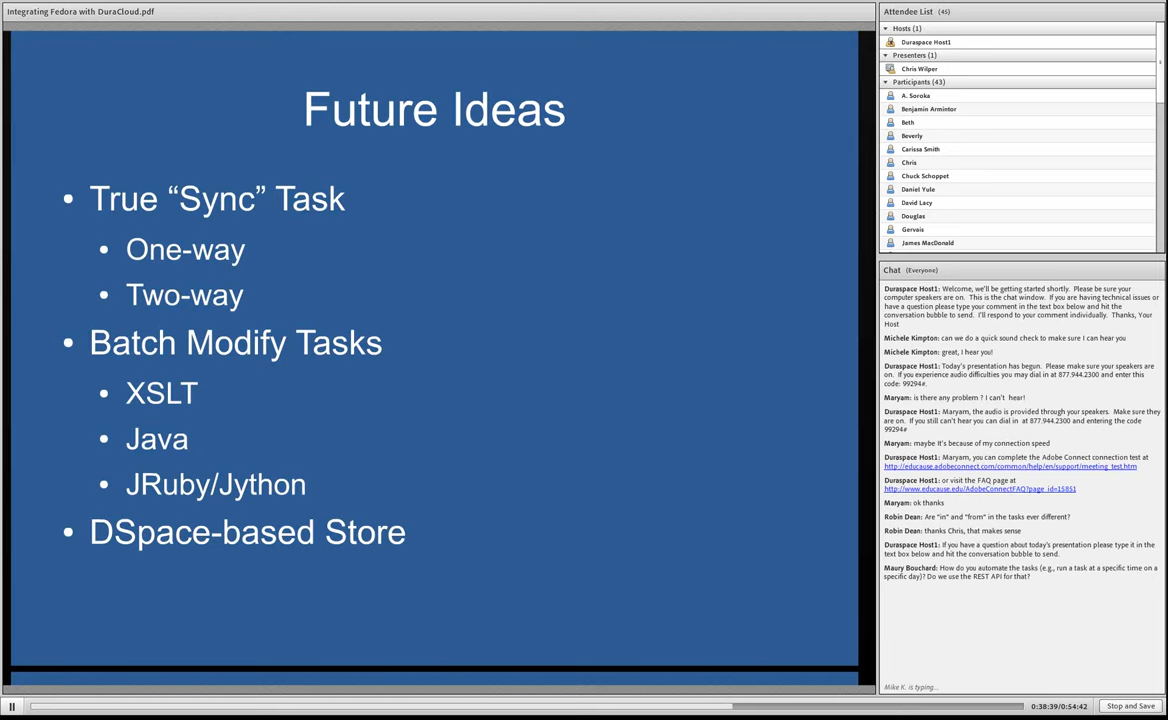 Integrating Fedora with DuraCloud.pdf
Future Ideas
• True “Sync” Task
• One-way
• Two-way
• Batch Modify Tasks
• XSLT
• Java
• JRuby/Jython
• DSpace-based Store
Attendee List (45)
Hosts (1)
Duraspace Host1
Presenters (1)
Chris Wilper
Participants (43)
A. Soroka
Benjamin Armintor
Beth
Beverly
Carissa Smith
Chris
Chuck Schoppet
Daniel Yule
David Lacy
Douglas
Gervais
James MacDonald
Chat (Everyone)
Duraspace Host1: Welcome, we'll be getting started shortly. Please be sure your
computer speakers are on. This is the chat window. If you are having technical issues or
have a question please type your comment in the text box below and hit the
conversation bubble to send. I'll respond to your comment individually. Thanks, Your
Host
Michele Kimpton: can we do a quick sound check to make sure I can hear you
Michele Kimpton: great, I hear you!
Duraspace Host1: Today's presentation has begun. Please make sure your speakers are
on. If you experience audio difficulties you may dial in at 877.944.2300 and enter this
code: 99294#.
Maryam: is there any problem ? I can't hear!
Duraspace Host1: Maryam, the audio is provided through your speakers. Make sure they
are on. If you still can't hear you can dial in at 877.944.2300 and entering the code
99294#
Maryam: maybe It's because of my connection speed
Duraspace Host1: Maryam, you can complete the Adobe Connect connection test at
http://educause.adobeconnect.com/common/help/en/support/meeting_test.htm
Duraspace Host1: or visit the FAQ page at
http://www.educause.edu/AdobeConnectFAQ?page_id=15851
Maryam: ok thanks
Robin Dean: Are "in" and "from" in the tasks ever different?
Robin Dean: thanks Chris, that makes sense
Duraspace Host1: If you have a question about today's presentation please type it in the
text box below and hit the conversation bubble to send.
Maury Bouchard: How do you automate the tasks (e.g., run a task at a specific time on a
specific day)? Do we use the REST API for that?
Mike K. is typing...
0:38:39/0:54:42
Stop and Save